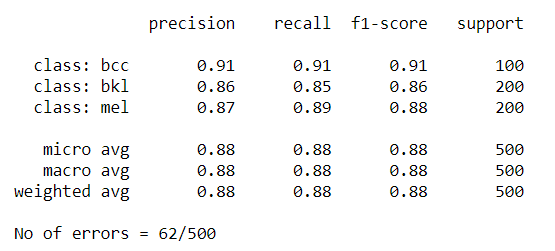 precision recall f1-score support
class: bcc 0.91 0.91 0.91 100
class: bkl 0.86 0.85 0.86 200
class: mel 0.87 0.89 0.88 200
micro avg 0.88 0.88 0.88 500
macro avg 0.88 0.88 0.88 500
weighted avg 0.88 0.88 0.88 500
No of errors = 62/500